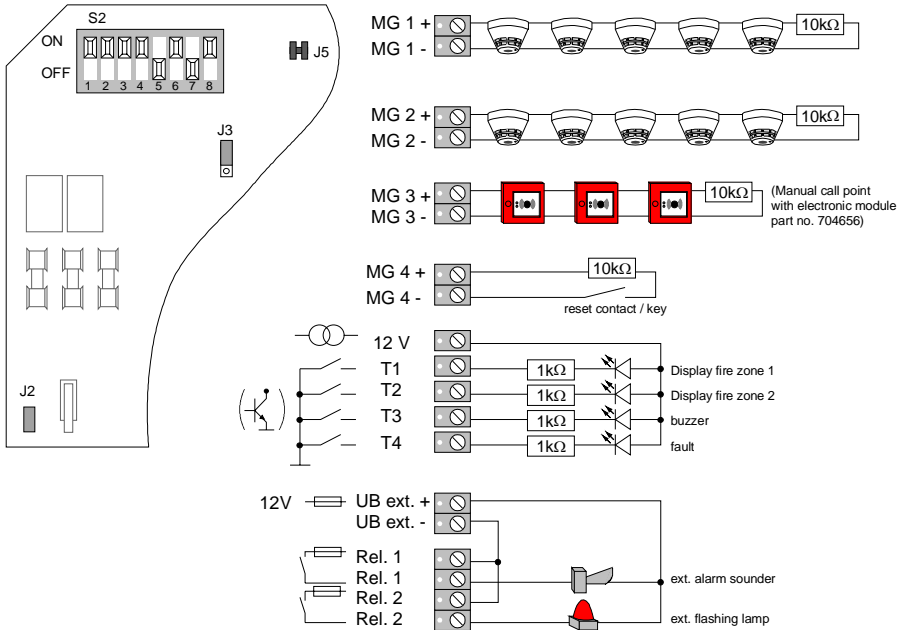 S2
ON
OFF
1 2 3 4 5 6 7 8
J5
J3
J2
MG 1 +
MG 1 -
10kΩ
MG 2 +
MG 2 -
10kΩ
MG 3 +
MG 3 -
10kΩ
(Manual call point
with electronic module
part no. 704656)
MG 4 +
MG 4 -
10kΩ
reset contact / key
12 V
T1
1kΩ
Display fire zone 1
T2
1kΩ
Display fire zone 2
T3
1kΩ
buzzer
T4
1kΩ
fault
12V
UB ext. +
UB ext. -
Rel. 1
Rel. 1
ext. alarm sounder
Rel. 2
Rel. 2
ext. flashing lamp